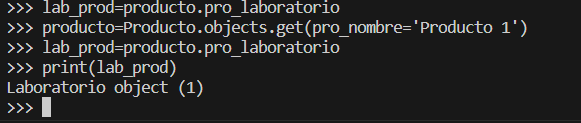 >>> lab_prod=producto.pro_laboratorio
>>> producto=Producto.objects.get(pro_nombre='Producto 1')
>>> lab_prod=producto.pro_laboratorio
>>> print(lab_prod)
Laboratorio object (1)
>>>